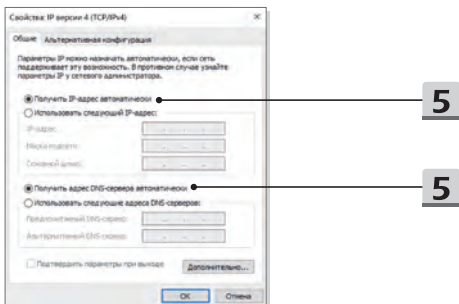 Свойства: IP версии 4 (TCP/IPv4)
Общие Альтернативная конфигурация
Параметры IP можно назначать автоматически, если сеть
поддерживает эту возможность. В противном случае узнайте
параметры IP у сетевого администратора.
Получить IP-адрес автоматически
5
Использовать следующий IP-адрес:
IP-адрес:
Маска подсети:
Основной шлюз:
Получить адрес DNS-сервера автоматически
5
Использовать следующие адреса DNS-серверов:
Предпочитаемый DNS-сервер:
Альтернативный DNS-сервер:
Подтвердить параметры при выходе
Дополнительно...
ОК Отмена